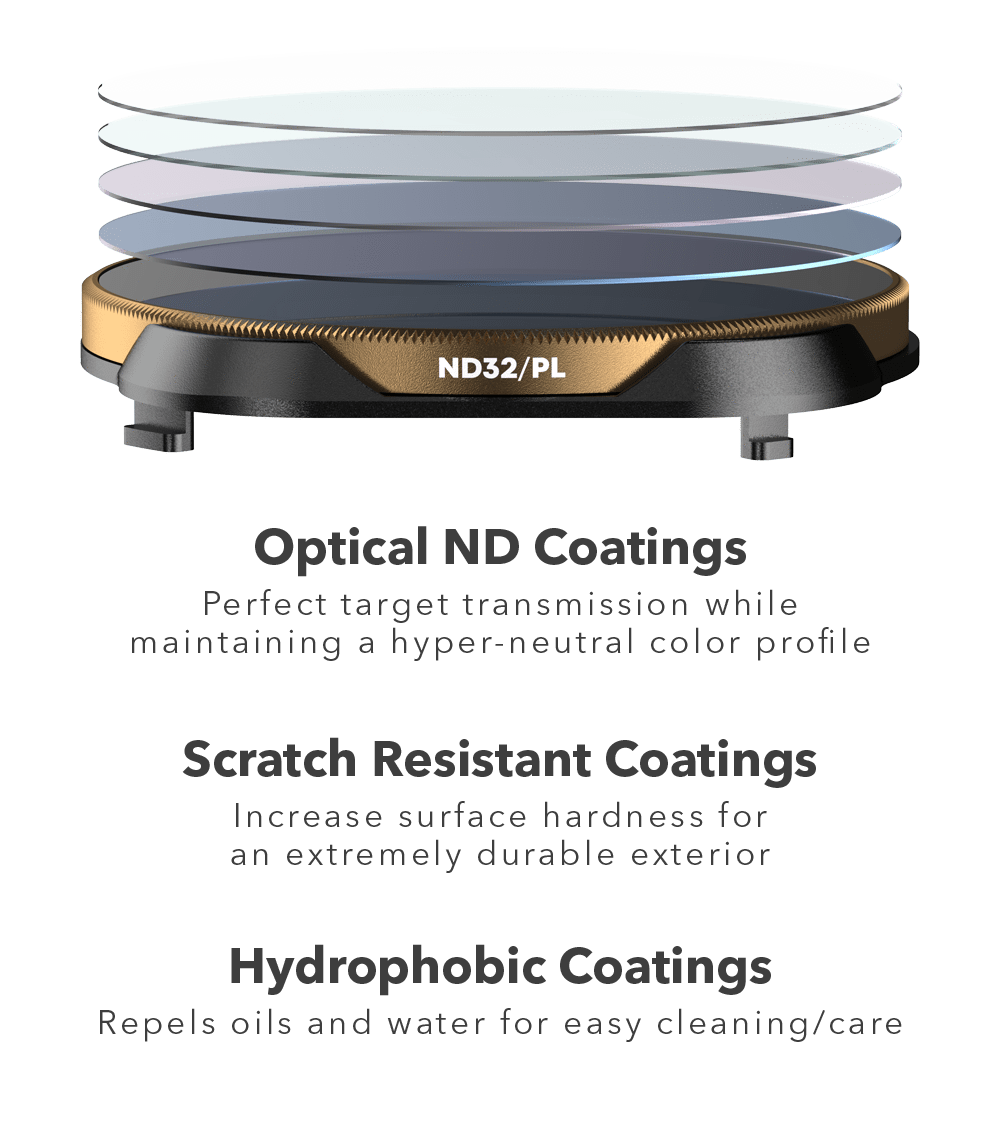 ND32/PL
Optical ND Coatings
Perfect target transmission while
maintaining a hyper-neutral color profile
Scratch Resistant Coatings
Increase surface hardness for
an extremely durable exterior
Hydrophobic Coatings
Repels oils and water for easy cleaning/care